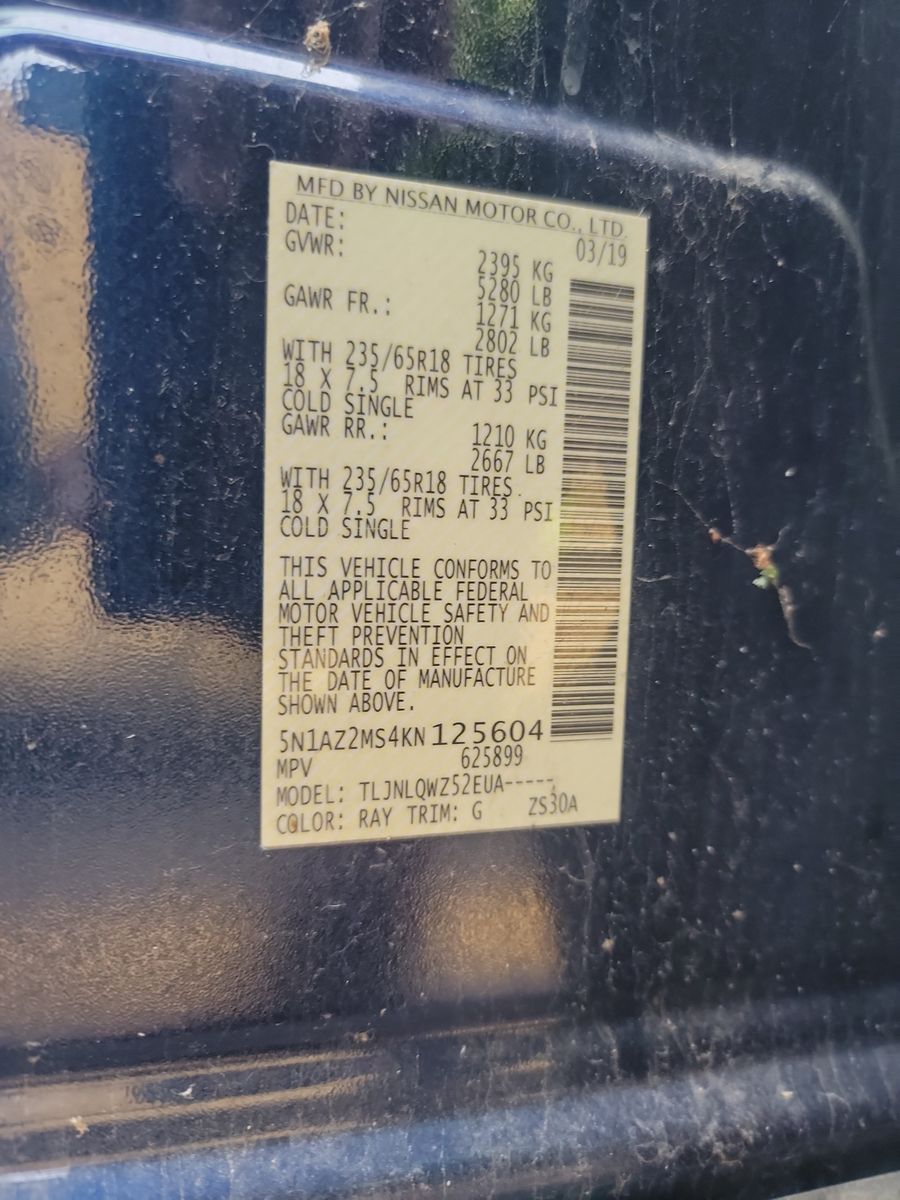 MFD BY NISSAN MOTOR CO., LTD.
DATE: 03/19
GVWR: 2395 KG
5280 LB
GAWR FR.: 1271 KG
2802 LB
WITH 235/65R18 TIRES
18 X 7.5 RIMS AT 33 PSI
COLD SINGLE
GAWR RR.: 1210 KG
2667 LB
WITH 235/65R18 TIRES
18 X 7.5 RIMS AT 33 PSI
COLD SINGLE
THIS VEHICLE CONFORMS TO
ALL APPLICABLE FEDERAL
MOTOR VEHICLE SAFETY AND
THEFT PREVENTION
STANDARDS IN EFFECT ON
THE DATE OF MANUFACTURE
SHOWN ABOVE.
5N1AZ2MS4KN125604
MPV 625899
MODEL: TLJNLQWZ52EUA-----
COLOR: RAY TRIM: G ZS30A